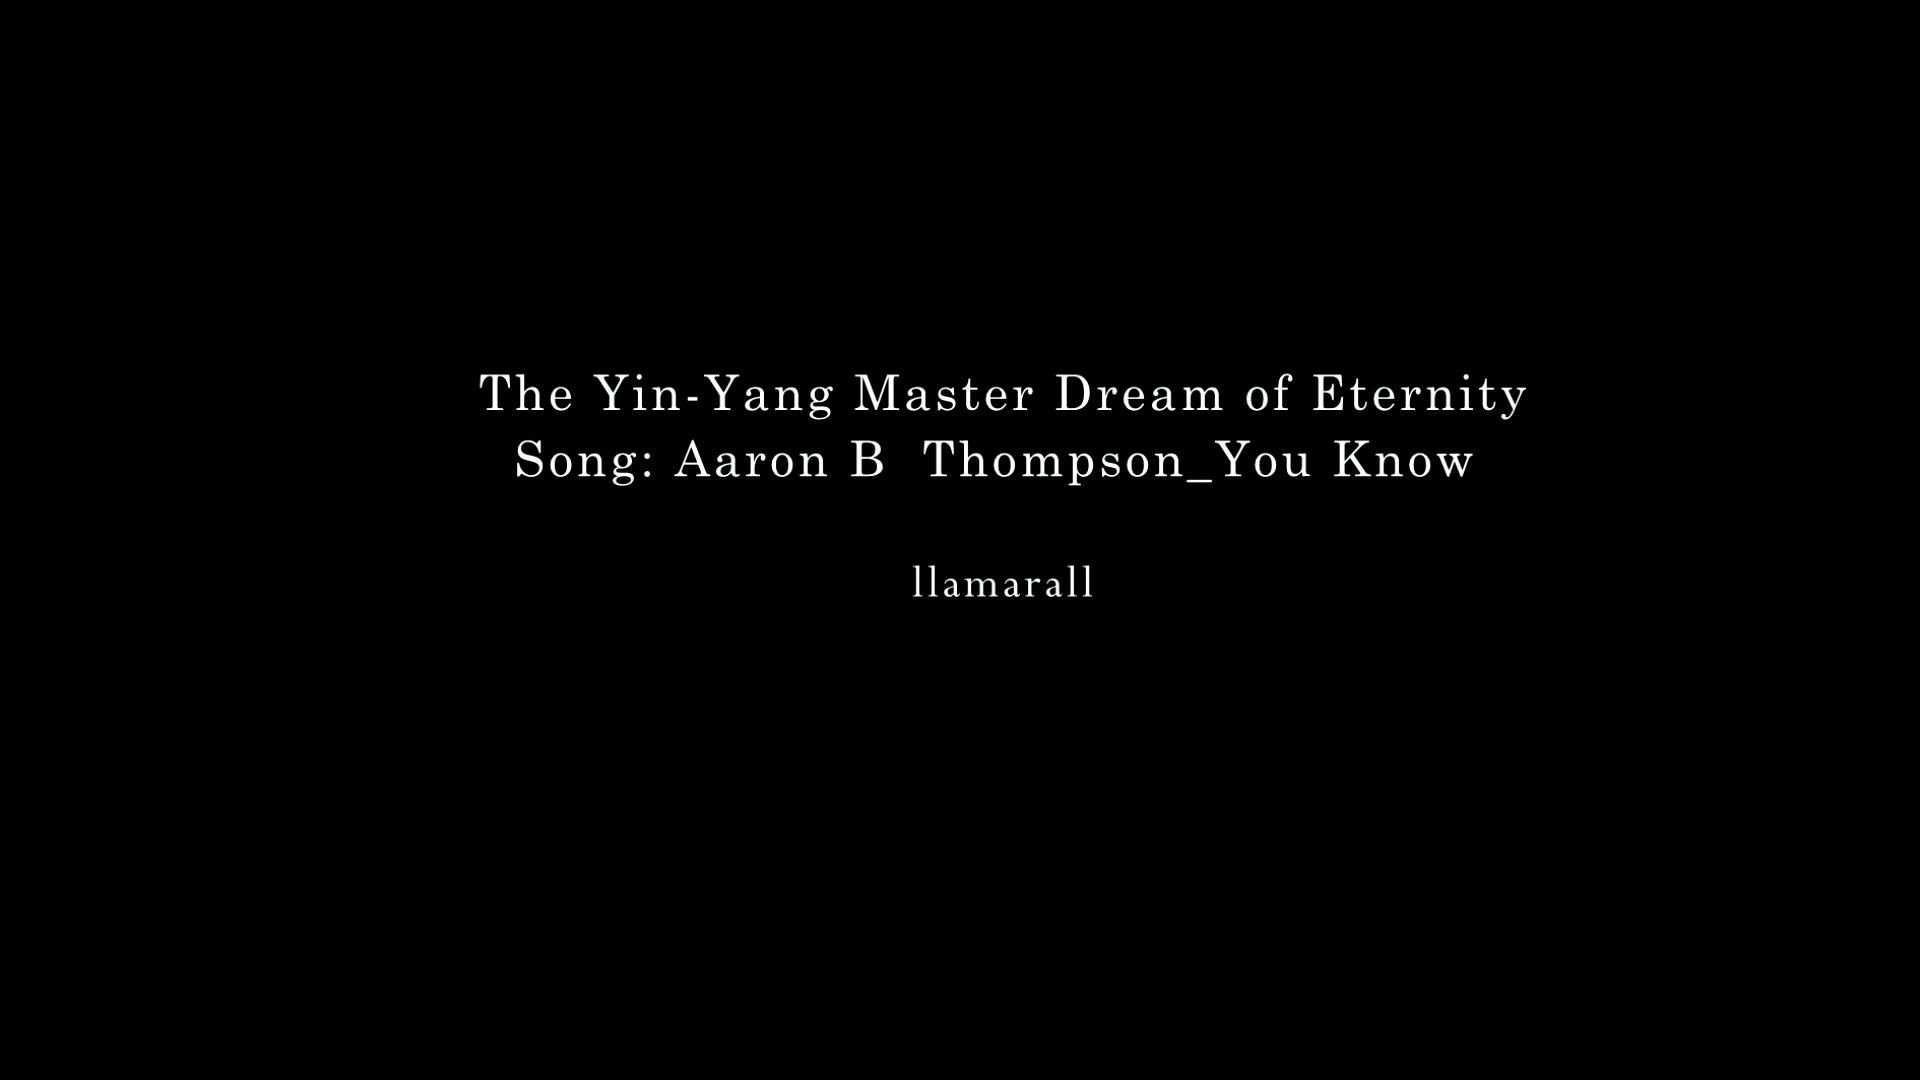 The Yin-Yang Master Dream of Eternity
Song: Aaron B  Thompson_You Know
llamarall